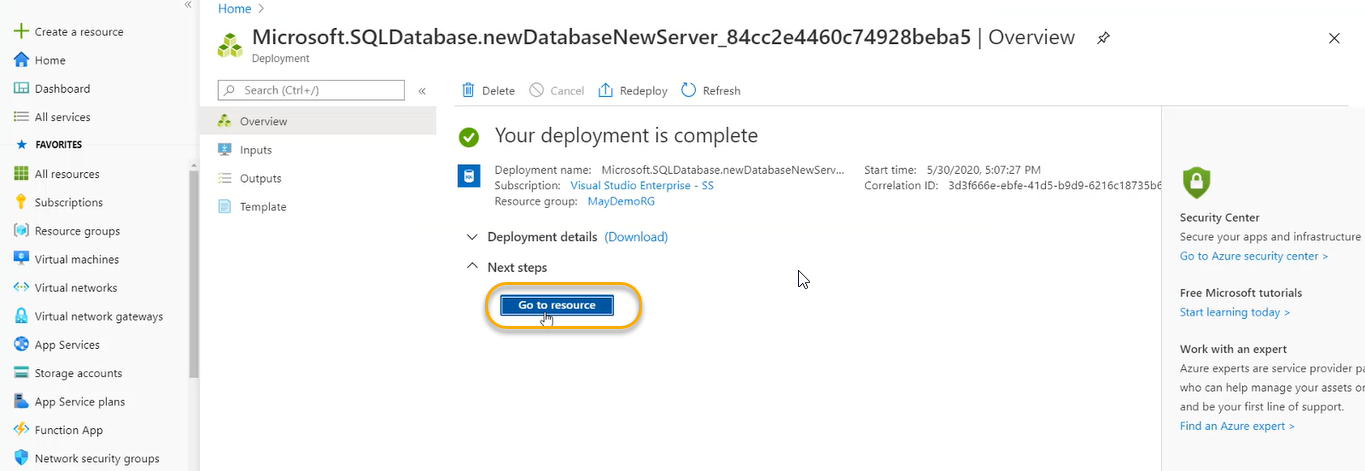 Create a resource
Home
Dashboard
All services
FAVORITES
All resources
Subscriptions
Resource groups
Virtual machines
Virtual networks
Virtual network gateways
App Services
Storage accounts
App Service plans
Function App
Network security groups
Home >
Microsoft.SQLDatabase.newDatabaseNewServer_84cc2e4460c74928beba5 | Overview
Deployment
Search (Ctrl+/)
Overview
Inputs
Outputs
Template
Delete Cancel Redeploy Refresh
Your deployment is complete
Deployment name: Microsoft.SQLDatabase.newDatabaseNewServ...
Subscription: Visual Studio Enterprise - SS
Resource group: MayDemoRG
Start time: 5/30/2020, 5:07:27 PM
Correlation ID: 3d3f666e-ebfe-41d5-b9d9-6216c18735b6
Deployment details (Download)
Next steps
Go to resource
Security Center
Secure your apps and infrastructure
Go to Azure security center >
Free Microsoft tutorials
Start learning today >
Work with an expert
Azure experts are service provider pa
who can help manage your assets on
and be your first line of support.
Find an Azure expert >